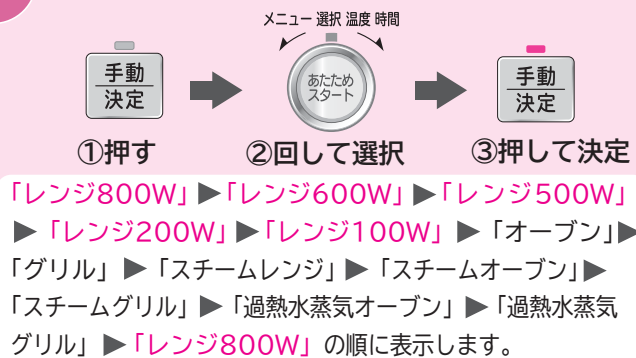 メニュー 選択 温度 時間
手動
決定
あたため
スタート
手動
決定
①押す
②回して選択
③押して決定
「レンジ800W」▶「レンジ600W」▶「レンジ500W」
▶「レンジ200W」▶「レンジ100W」▶「オーブン」▶
「グリル」▶「スチームレンジ」▶「スチームオーブン」▶
「スチームグリル」▶「過熱水蒸気オーブン」▶「過熱水蒸気
グリル」▶「レンジ800W」の順に表示します。